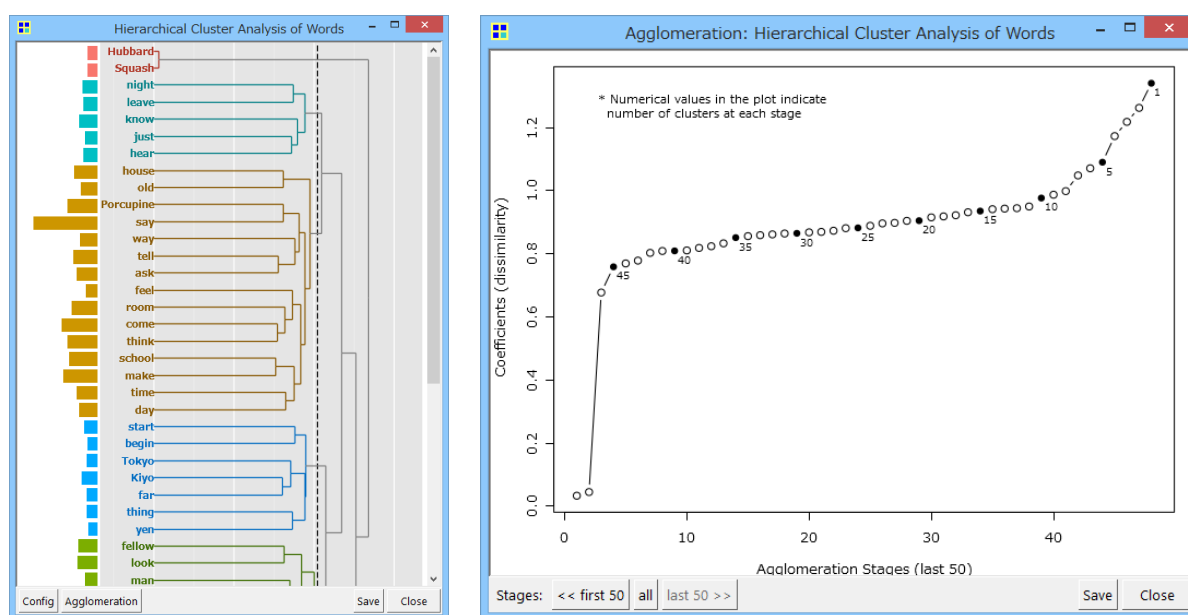 Hierarchical Cluster Analysis of Words
Hubbard
Squash
night
leave
know
just
hear
house
old
Porcupine
say
way
tell
ask
feel
room
come
think
school
make
time
day
start
begin
Tokyo
Kiyo
far
thing
yen
fellow
look
man
Config
Agglomeration
Save
Close
Agglomeration: Hierarchical Cluster Analysis of Words
* Numerical values in the plot indicate
number of clusters at each stage
Coefficients (dissimilarity)
1.2
1.0
0.8
0.6
0.4
0.2
0.0
45
40
35
30
25
20
15
10
5
1
0
10
20
30
40
Agglomeration Stages (last 50)
Stages:
<< first 50
all
last 50 >>
Save
Close